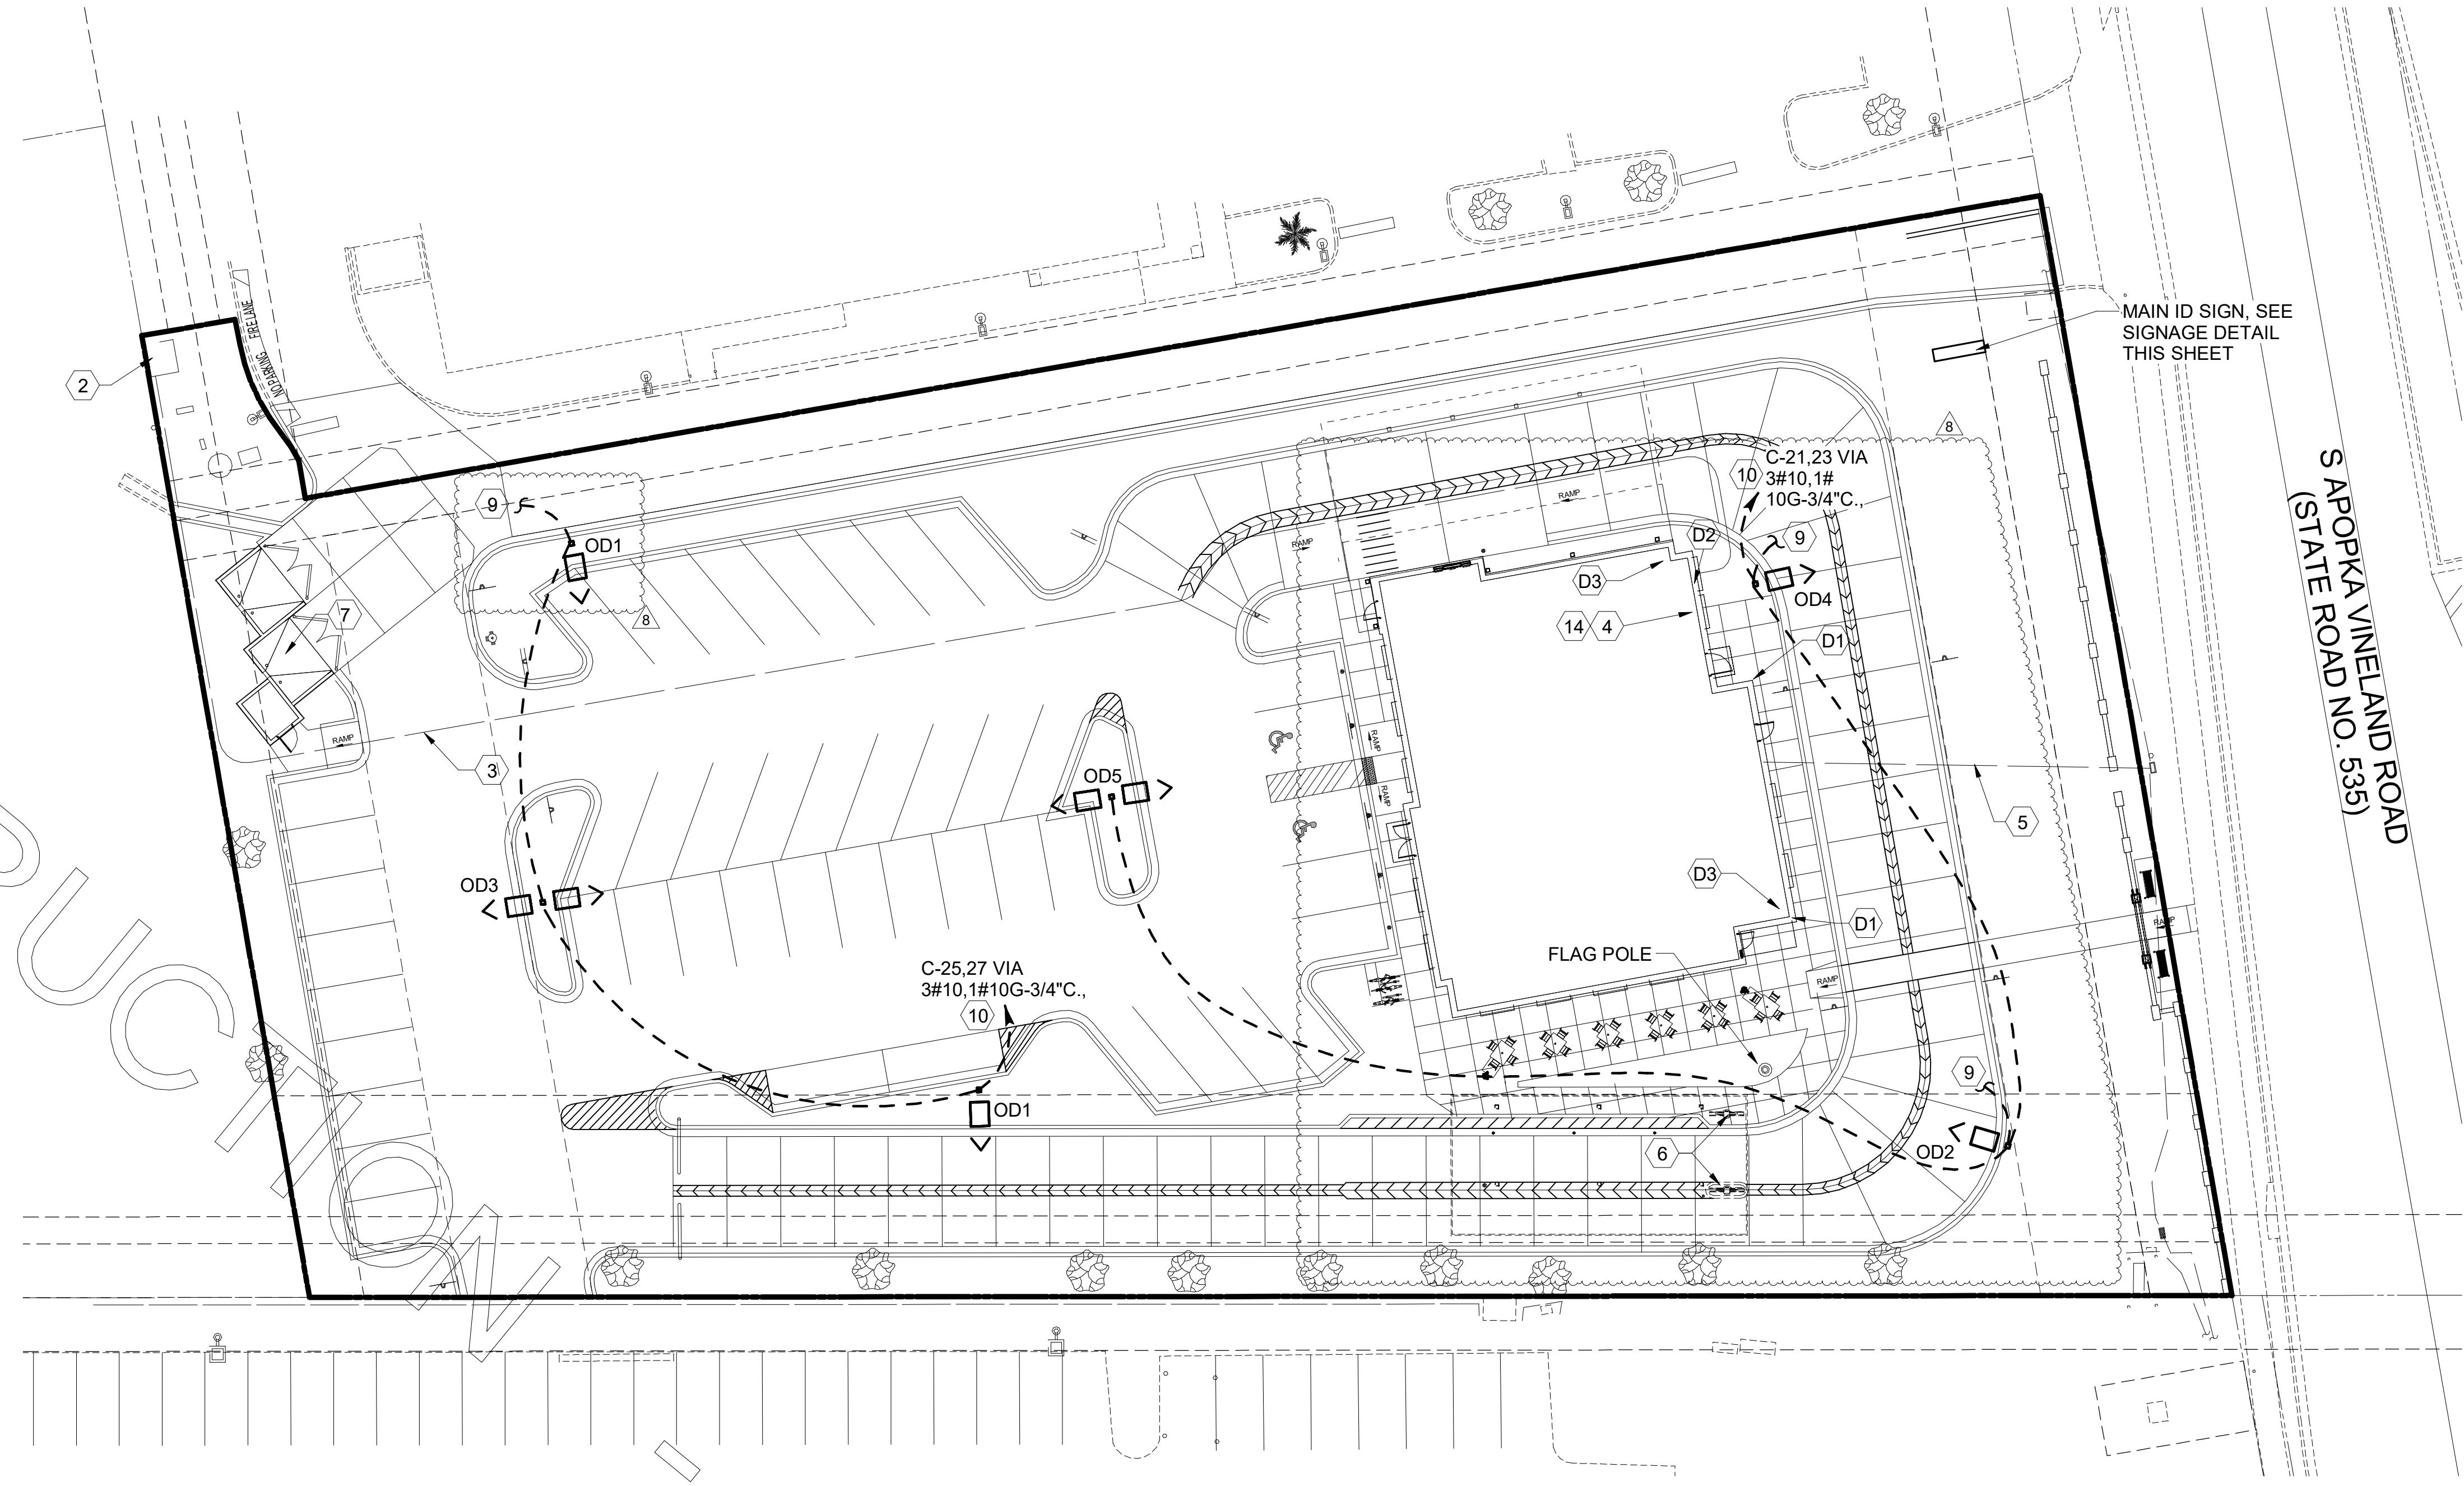 MAIN ID SIGN, SEE
SIGNAGE DETAIL
THIS SHEET
NO PARKING FIRE LANE
2
8
S APOPKA VINELAND ROAD
(STATE ROAD NO. 535)
C-21,23 VIA
3#10,1#
10G-3/4"C.,
10
RAMP
9
OD1
RAMP
D2
9
D3
OD4
7
8
14
4
D1
RAMP
3
RAMP
OD5
RAMP
5
OD3
D3
D1
RAMP
FLAG POLE
C-25,27 VIA
3#10,1#10G-3/4"C.,
10
RAMP
9
OD1
6
OD2
UCTION